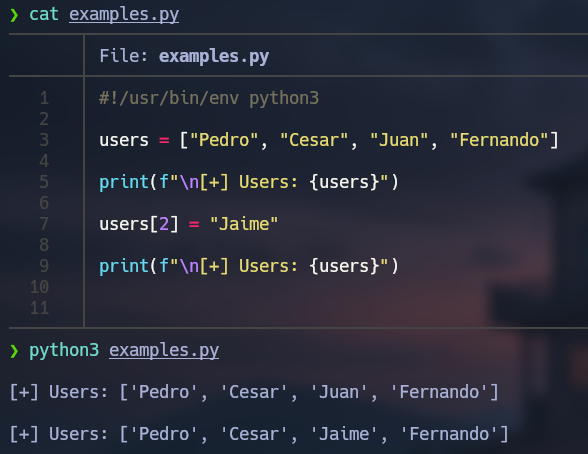 ❯ cat examples.py
File: examples.py
1 #!/usr/bin/env python3
2
3 users = ["Pedro", "Cesar", "Juan", "Fernando"]
4
5 print(f"\n[+] Users: {users}")
6
7 users[2] = "Jaime"
8
9 print(f"\n[+] Users: {users}")
10
11
❯ python3 examples.py
[+] Users: ['Pedro', 'Cesar', 'Juan', 'Fernando']
[+] Users: ['Pedro', 'Cesar', 'Jaime', 'Fernando']